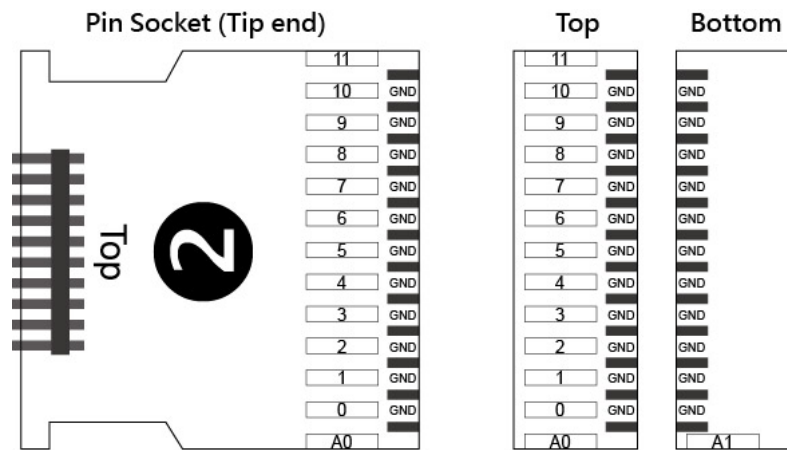 Pin Socket (Tip end)
Top
Bottom
11
10 GND
9 GND
8 GND
7 GND
6 GND
5 GND
4 GND
3 GND
2 GND
1 GND
0 GND
A0
Top
2
11
10 GND
9 GND
8 GND
7 GND
6 GND
5 GND
4 GND
3 GND
2 GND
1 GND
0 GND
A0
GND
GND
GND
GND
GND
GND
GND
GND
GND
GND
GND
A1